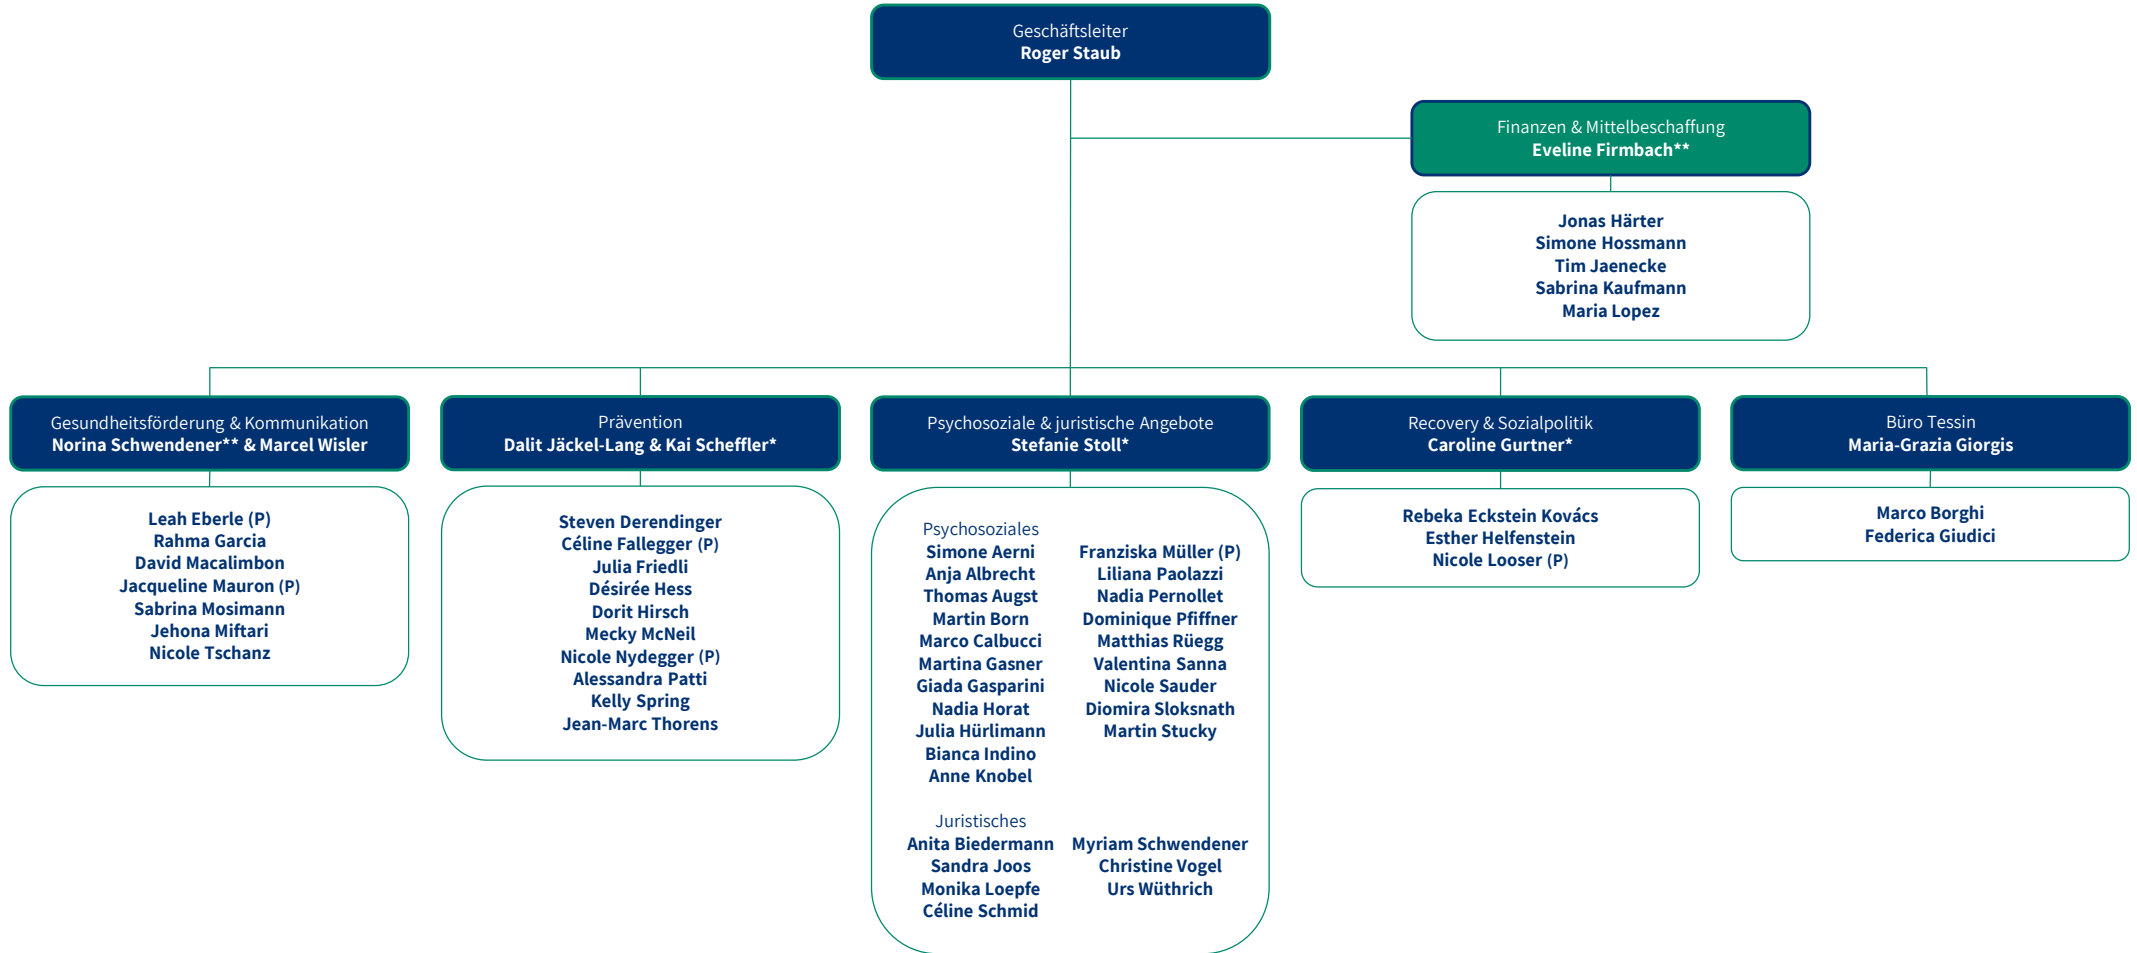 Geschäftsleiter
Roger Staub
Finanzen & Mittelbeschaffung
Eveline Firmbach**
Jonas Härter
Simone Hossmann
Tim Jaenecke
Sabrina Kaufmann
Maria Lopez
Gesundheitsförderung & Kommunikation
Norina Schwendener** & Marcel Wisler
Leah Eberle (P)
Rahma Garcia
David Macalimbon
Jacqueline Mauron (P)
Sabrina Mosimann
Jehona Miftari
Nicole Tschanz
Prävention
Dalit Jäckel-Lang & Kai Scheffler*
Steven Derendinger
Céline Fallegger (P)
Julia Friedli
Désirée Hess
Dorit Hirsch
Mecky McNeil
Nicole Nydegger (P)
Alessandra Patti
Kelly Spring
Jean-Marc Thorens
Psychosoziale & juristische Angebote
Stefanie Stoll*
Psychosoziales
Simone Aerni
Anja Albrecht
Thomas Augst
Martin Born
Marco Calbucci
Martina Gasner
Giada Gasparini
Nadia Horat
Julia Hürlimann
Bianca Indino
Anne Knobel
Franziska Müller (P)
Liliana Paolazzi
Nadia Pernollet
Dominique Pfiffner
Matthias Rüegg
Valentina Sanna
Nicole Sauder
Diomira Sloksnath
Martin Stucky
Juristisches
Anita Biedermann
Sandra Joos
Monika Loepfe
Céline Schmid
Myriam Schwendener
Christine Vogel
Urs Wüthrich
Recovery & Sozialpolitik
Caroline Gurtner*
Rebeka Eckstein Kovács
Esther Helfenstein
Nicole Looser (P)
Büro Tessin
Maria-Grazia Giorgis
Marco Borghi
Federica Giudici